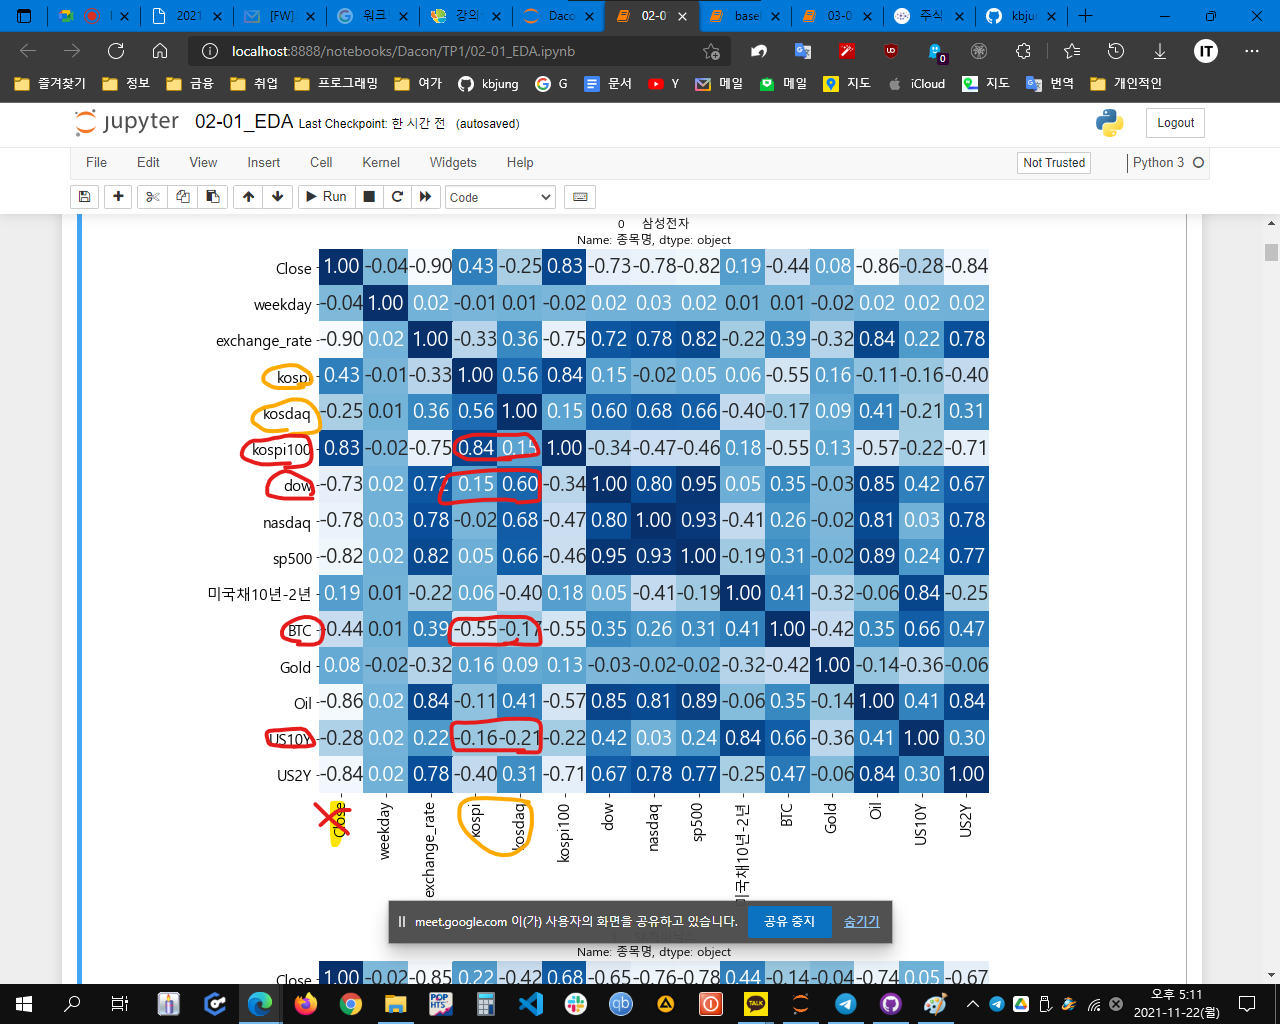 2021
[FW].
워크
강의
Daco
02-0
basel
03-0
주식
kbjur
localhost:8888/notebooks/Dacon/TP1/02-01_EDA.ipynb
0
IT
즐겨찾기 정보 금융 취업 프로그래밍 여가 kbjung G 문서 Y 메일 메일 지도 iCloud 지도 번역 개인적인
jupyter 02-01_EDA Last Checkpoint: 한 시간 전 (autosaved) Logout
File Edit View Insert Cell Kernel Widgets Help Not Trusted Python 3
Run Code
0 삼성전자
Name: 종목명, dtype: object
Close 1.00 -0.04 -0.90 0.43 -0.25 0.83 -0.73 -0.78 -0.82 0.19 -0.44 0.08 -0.86 -0.28 -0.84
weekday -0.04 1.00 0.02 -0.01 0.01 -0.02 0.02 0.03 0.02 0.01 0.01 -0.02 0.02 0.02 0.02
exchange_rate -0.90 0.02 1.00 -0.33 0.36 -0.75 0.72 0.78 0.82 -0.22 0.39 -0.32 0.84 0.22 0.78
kospi 0.43 -0.01 -0.33 1.00 0.56 0.84 0.15 -0.02 0.05 0.06 -0.55 0.16 -0.11 -0.16 -0.40
kosdaq -0.25 0.01 0.36 0.56 1.00 0.15 0.60 0.68 0.66 -0.40 -0.17 0.09 0.41 -0.21 0.31
kospi100 0.83 -0.02 -0.75 0.84 0.15 1.00 -0.34 -0.47 -0.46 0.18 -0.55 0.13 -0.57 -0.22 -0.71
dow -0.73 0.02 0.72 0.15 0.60 -0.34 1.00 0.80 0.95 0.05 0.35 -0.03 0.85 0.42 0.67
nasdaq -0.78 0.03 0.78 -0.02 0.68 -0.47 0.80 1.00 0.93 -0.41 0.26 -0.02 0.81 0.03 0.78
sp500 -0.82 0.02 0.82 0.05 0.66 -0.46 0.95 0.93 1.00 -0.19 0.31 -0.02 0.89 0.24 0.77
미국채10년-2년 0.19 0.01 -0.22 0.06 -0.40 0.18 0.05 -0.41 -0.19 1.00 0.41 -0.32 -0.06 0.84 -0.25
BTC -0.44 0.01 0.39 -0.55 -0.17 -0.55 0.35 0.26 0.31 0.41 1.00 -0.42 0.35 0.66 0.47
Gold 0.08 -0.02 -0.32 0.16 0.09 0.13 -0.03 -0.02 -0.02 -0.32 -0.42 1.00 -0.14 -0.36 -0.06
Oil -0.86 0.02 0.84 -0.11 0.41 -0.57 0.85 0.81 0.89 -0.06 0.35 -0.14 1.00 0.41 0.84
US10Y -0.28 0.02 0.22 -0.16 -0.21 -0.22 0.42 0.03 0.24 0.84 0.66 -0.36 0.41 1.00 0.30
US2Y -0.84 0.02 0.78 -0.40 0.31 -0.71 0.67 0.78 0.77 -0.25 0.47 -0.06 0.84 0.30 1.00
Close weekday exchange_rate kospi kosdaq kospi100 dow nasdaq sp500 미국채10년-2년 BTC Gold Oil US10Y US2Y
meet.google.com 이(가) 사용자의 화면을 공유하고 있습니다. 공유 중지 숨기기
Name: 종목명, dtype: object
Close 1.00 -0.02 -0.85 0.22 -0.42 0.68 -0.65 -0.76 -0.78 0.44 -0.14 -0.04 -0.74 0.05 -0.67
POP HTS
qb
TALK
오후 5:11
2021-11-22(월)